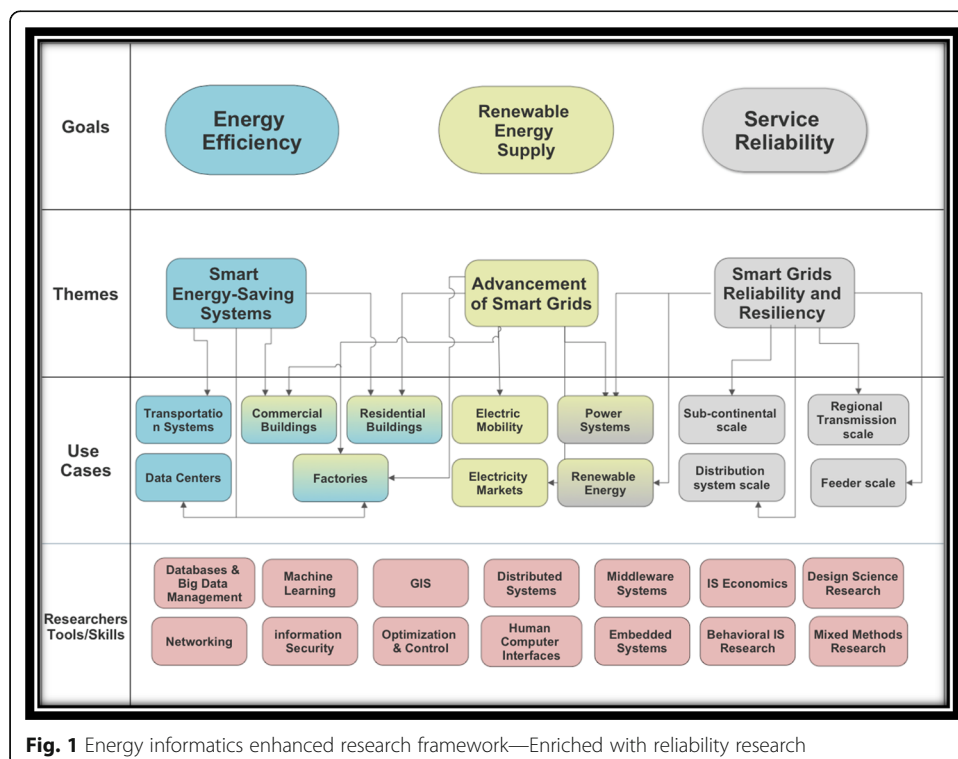 Goals
Energy
Efficiency
Renewable
Energy
Supply
Service
Reliability
Themes
Smart
Energy-Saving
Systems
Advancement
of Smart Grids
Smart Grids
Reliability and
Resiliency
Use
Cases
Transportatio
n Systems
Commercial
Buildings
Residential
Buildings
Electric
Mobility
Power
Systems
Sub-continental
scale
Regional
Transmission
scale
Data Centers
Factories
Electricity
Markets
Renewable
Energy
Distribution
system scale
Feeder scale
Researchers
Tools/Skills
Databases &
Big Data
Management
Machine
Learning
GIS
Distributed
Systems
Middleware
Systems
IS Economics
Design Science
Research
Networking
information
Security
Optimization
& Control
Human
Computer
Interfaces
Embedded
Systems
Behavioral IS
Research
Mixed Methods
Research
Fig. 1 Energy informatics enhanced research framework—Enriched with reliability research